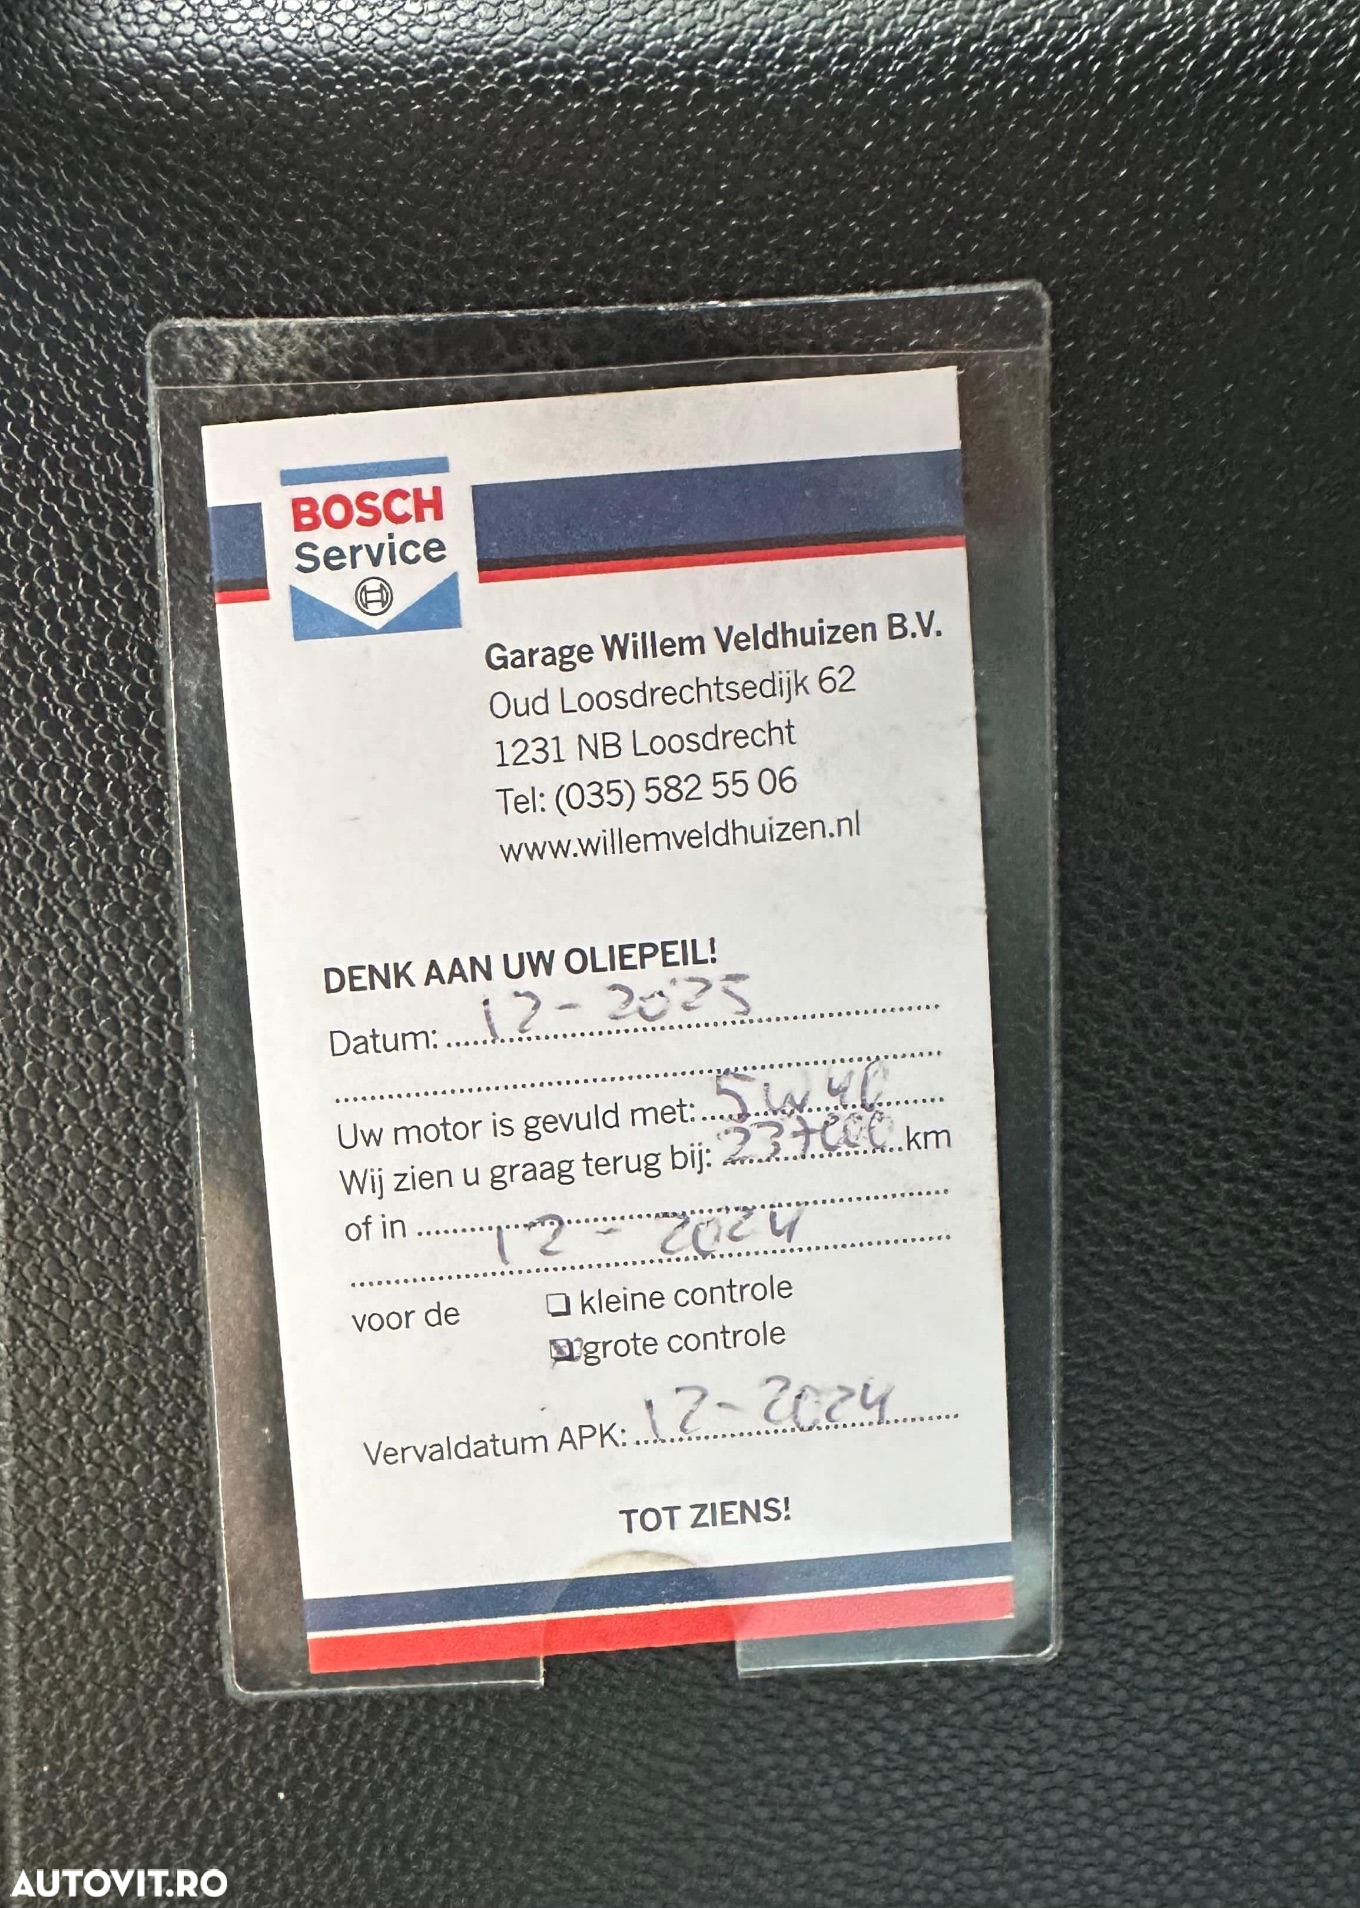 BOSCH
Service
Garage Willem Veldhuizen B.V.
Oud Loosdrechtsedijk 62
1231 NB Loosdrecht
Tel: (035) 582 55 06
www.willemveldhuizen.nl
DENK AAN UW OLIEPEIL!
Datum: 12-2023
Uw motor is gevuld met: 5W40
Wij zien u graag terug bij: 237000 km
of in
12-2024
voor de
kleine controle
grote controle
Vervaldatum APK: 12-2024
TOT ZIENS!
AUTOVIT.RO